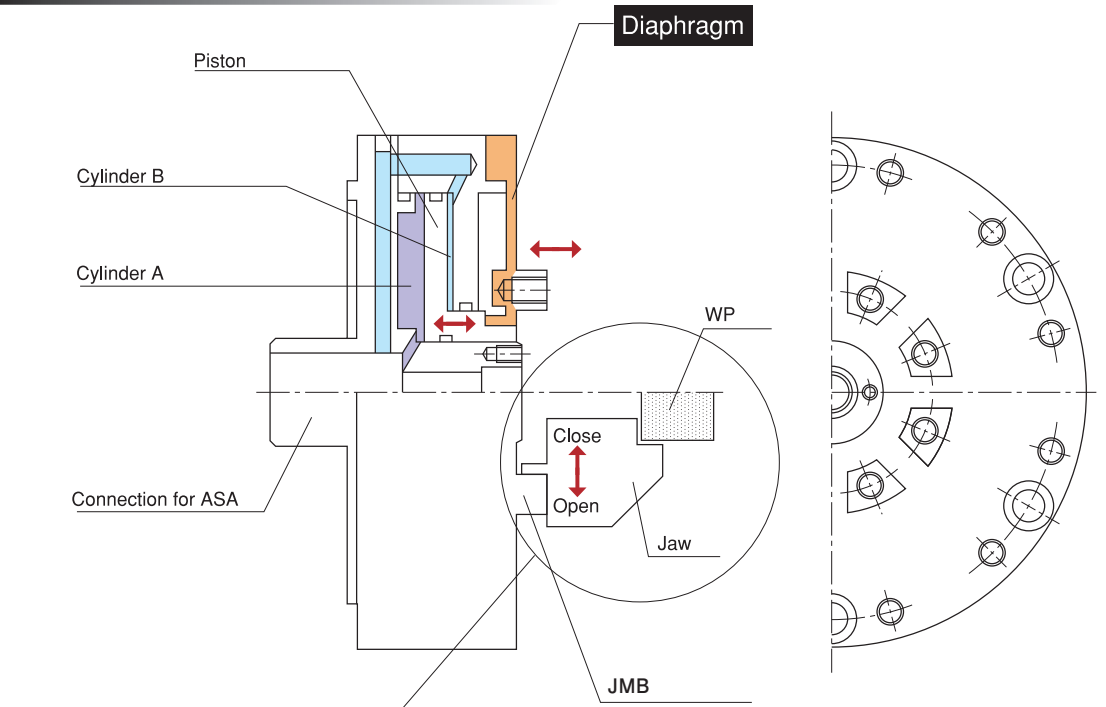 Diaphragm
Piston
Cylinder B
Cylinder A
WP
Close
Open
Connection for ASA
Jaw
JMB